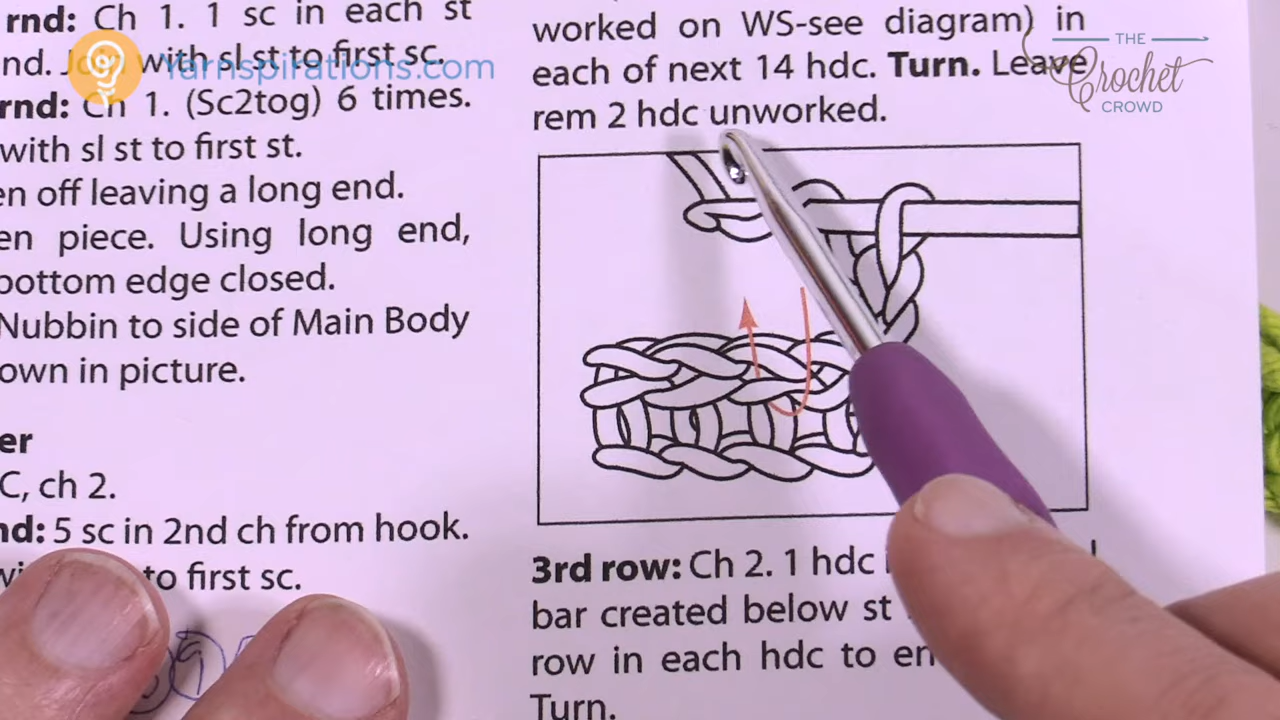 rnd: Ch 1. 1 sc in each st
nd. with sl st to first sc.
rnd: Ch 1. (Sc2tog) 6 times.
with sl st to first st.
en off leaving a long end.
en piece. Using long end,
bottom edge closed.
Nubbin to side of Main Body
own in picture.
er
C, ch 2.
nd: 5 sc in 2nd ch from hook.
to first sc.
Yarnspirations.com
worked on WS-see diagram) in
each of next 14 hdc. Turn. Leave
rem 2 hdc unworked.
3rd row: Ch 2. 1 hdc
bar created below st
row in each hdc to
Turn.
THE
Crochet
CROWD